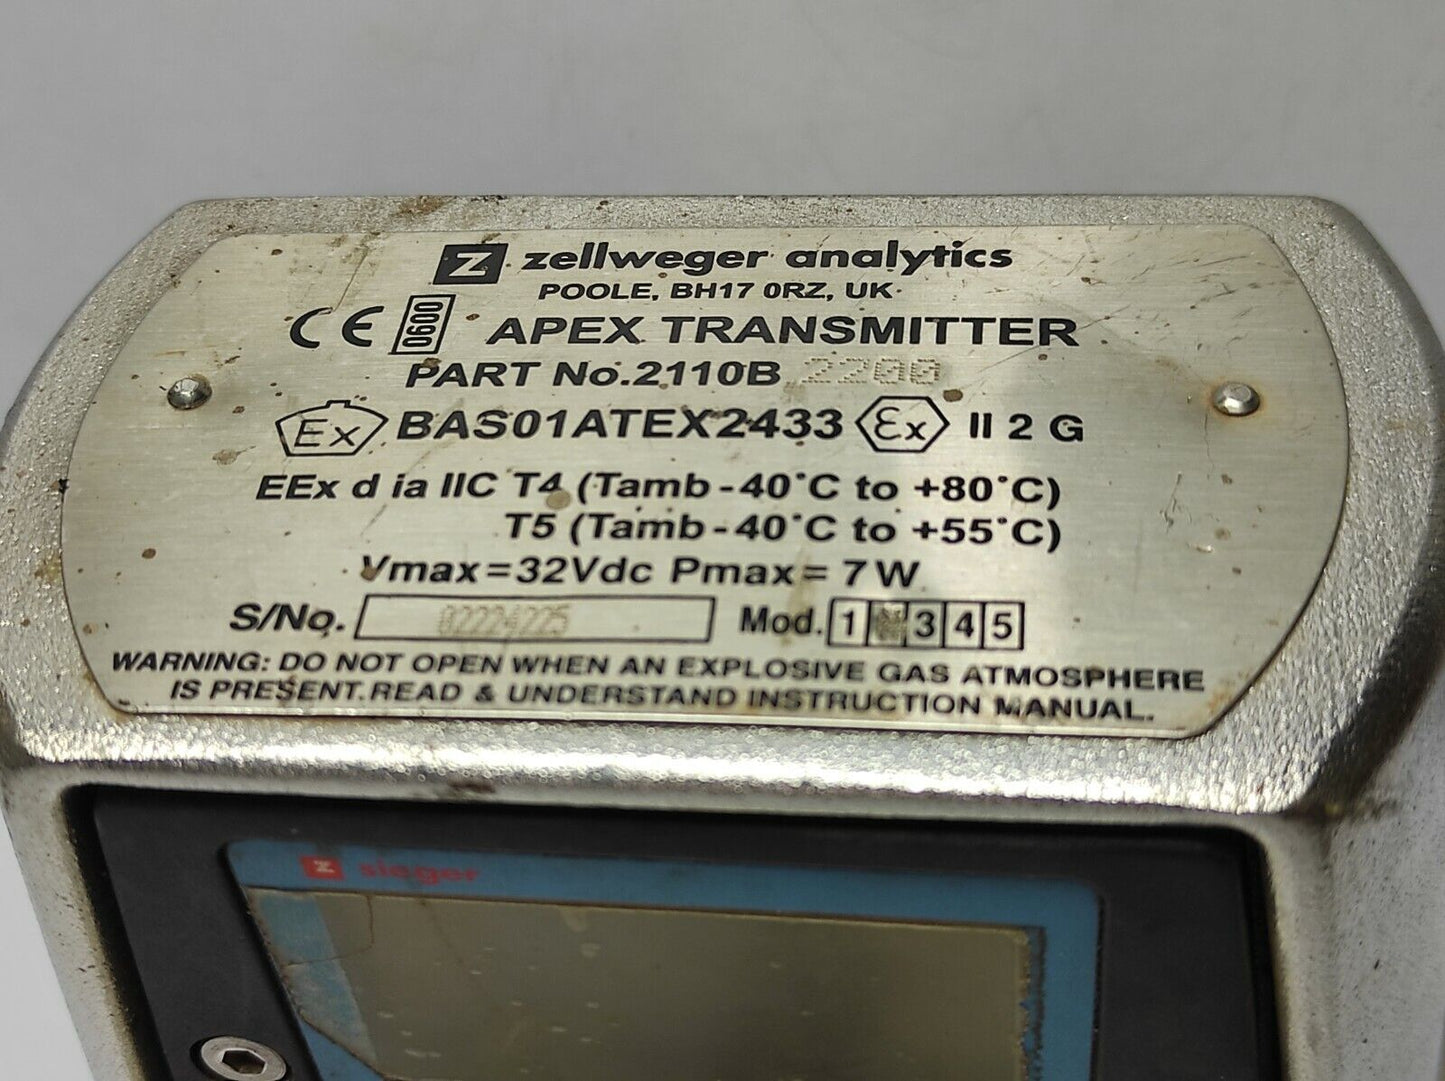 Z zellweger analytics
POOLE, BH17 0RZ, UK
CE 0600 APEX TRANSMITTER
PART No.2110B 2200
Ex BAS01ATEX2433 Ex II 2 G
EEx d ia IIC T4 (Tamb -40°C to +80°C)
T5 (Tamb -40°C to +55°C)
Vmax=32Vdc Pmax= 7W
S/No. 02224225 Mod. 1 3 4 5
WARNING: DO NOT OPEN WHEN AN EXPLOSIVE GAS ATMOSPHERE
IS PRESENT. READ & UNDERSTAND INSTRUCTION MANUAL.
Z sieger